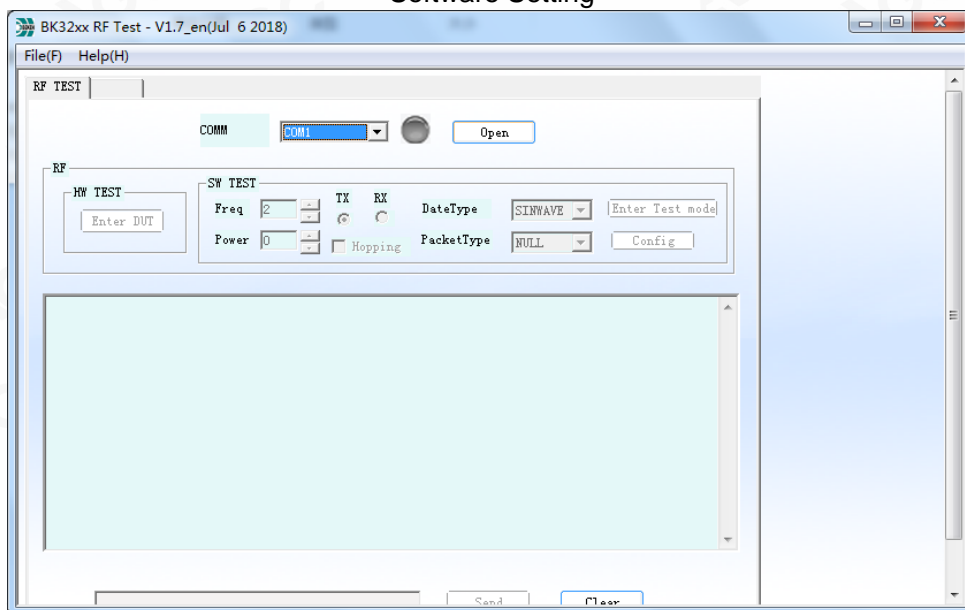 Software Setting
BK32xx RF Test - V1.7_en(Jul 6 2018)
File(F) Help(H)
RF TEST
COMM COM1 Open
RF
HW TEST SW TEST
Enter DUT Freq 2 TX RX DateType SINWAVE Enter Test mode
Power 0 Hopping PacketType NULL Config
Send Clear